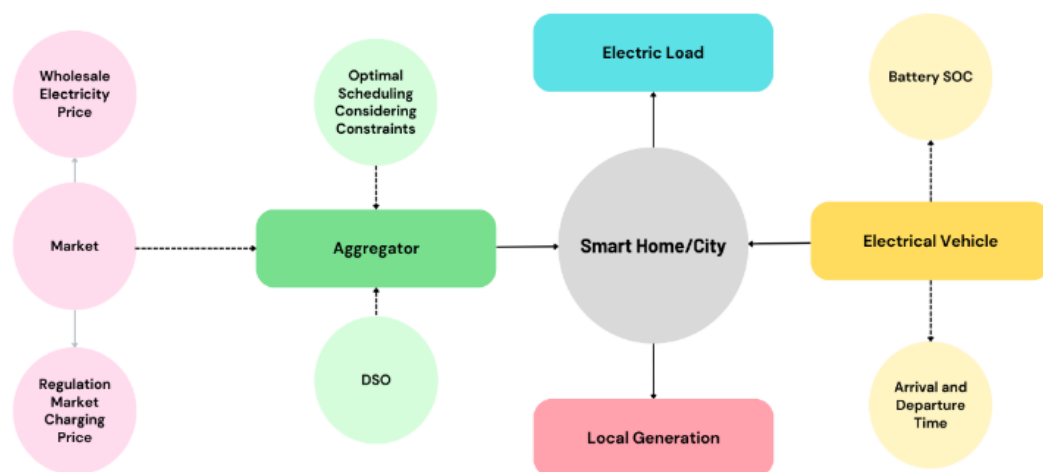 Wholesale
Electricity
Price
Market
Regulation
Market
Charging
Price
Optimal
Scheduling
Considering
Constraints
Aggregator
DSO
Electric Load
Smart Home/City
Local Generation
Battery SOC
Electrical Vehicle
Arrival and
Departure
Time